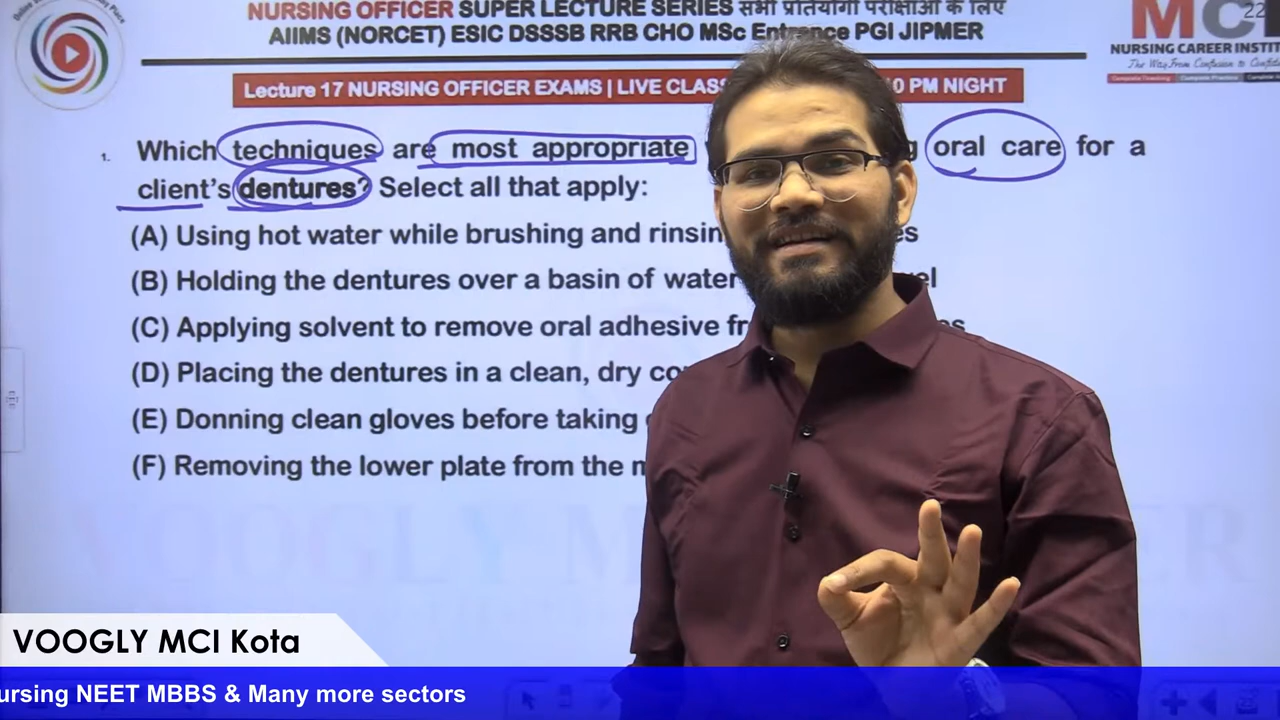 NURSING OFFICER SUPER LECTURE SERIES सभी प्रतियोगी परीक्षाओं के लिए
AIIMS (NORCET) ESIC DSSSB RRB CHO MSc Entrance PGI JIPMER
MCI
22
NURSING CAREER INSTI
The Way From Confusion to Confid
Lecture 17 NURSING OFFICER EXAMS | LIVE CLASS 0 PM NIGHT
1. Which techniques are most appropriate g oral care for a
client's dentures? Select all that apply:
(A) Using hot water while brushing and rinsin es
(B) Holding the dentures over a basin of water el
(C) Applying solvent to remove oral adhesive fr es
(D) Placing the dentures in a clean, dry co
(E) Donning clean gloves before taking
(F) Removing the lower plate from the m
VOOGLY MCI Kota
ursing NEET MBBS & Many more sectors